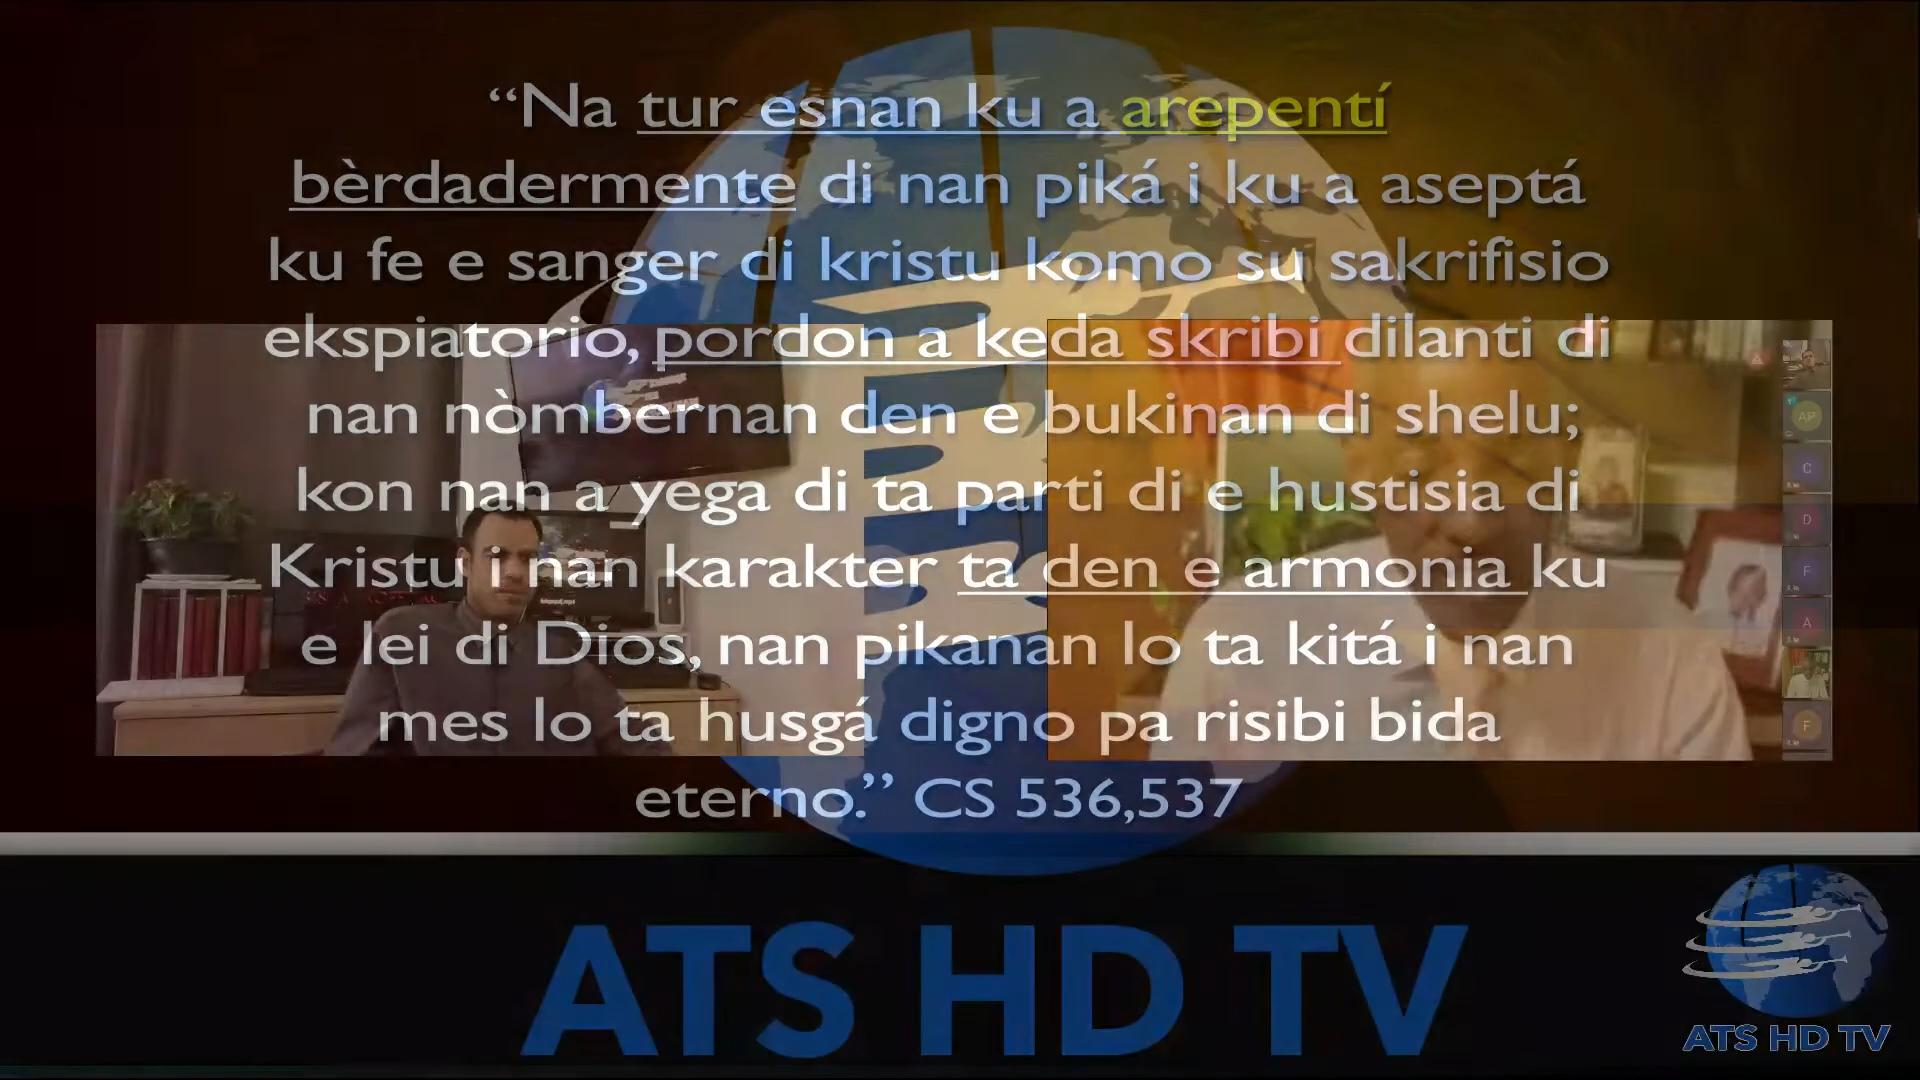 “Na tur esnan ku a arepentí
bèrdadermente di nan piká i ku a aseptá
ku fe e sanger di kristu komo su sakrifisio
ekspiatorio, pordon a keda skribi dilanti di
nan nòmbernan den e bukinan di shelu;
kon nan a yega di ta parti di e hustisia di
Kristu i nan karakter ta den e armonia ku
e lei di Dios, nan pikanan lo ta kitá i nan
mes lo ta husgá digno pa risibi bida
eterno.” CS 536,537
AP
C
D
F
A
F
ATS HD TV
ATS HD TV